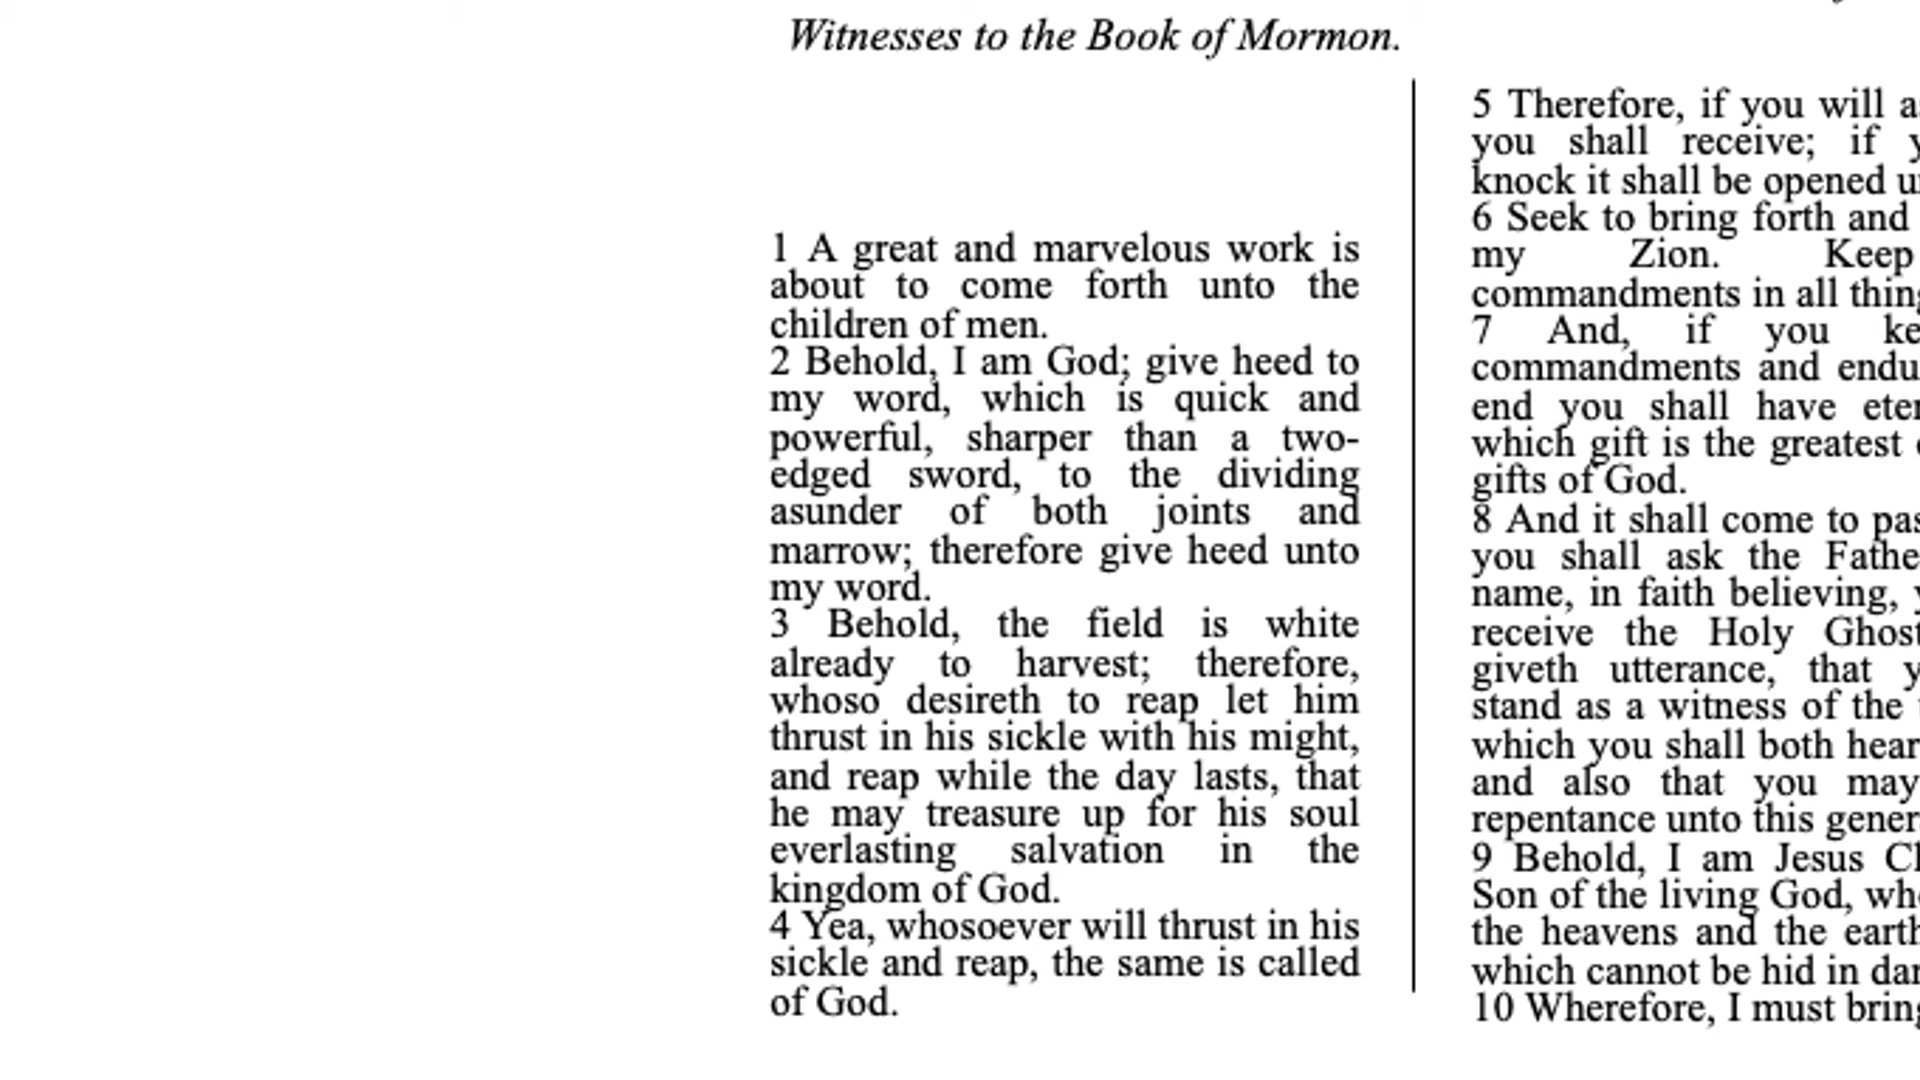 Witnesses to the Book of Mormon.
1 A great and marvelous work is
about to come forth unto the
children of men.
2 Behold, I am God; give heed to
my word, which is quick and
powerful, sharper than a two-
edged sword, to the dividing
asunder of both joints and
marrow; therefore give heed unto
my word.
3 Behold, the field is white
already to harvest; therefore,
whoso desireth to reap let him
thrust in his sickle with his might,
and reap while the day lasts, that
he may treasure up for his soul
everlasting salvation in the
kingdom of God.
4 Yea, whosoever will thrust in his
sickle and reap, the same is called
of God.
5 Therefore, if you will
you shall receive; if
knock it shall be opened
6 Seek to bring forth and
my Zion. Keep
commandments in all
7 And, if you
commandments and
end you shall have
which gift is the greatest
gifts of God.
8 And it shall come to
you shall ask the
name, in faith believing,
receive the Holy Ghost
giveth utterance, that
stand as a witness of the
which you shall both hear
and also that you may
repentance unto this
9 Behold, I am Jesus
Son of the living God,
the heavens and the
which cannot be hid in
10 Wherefore, I must